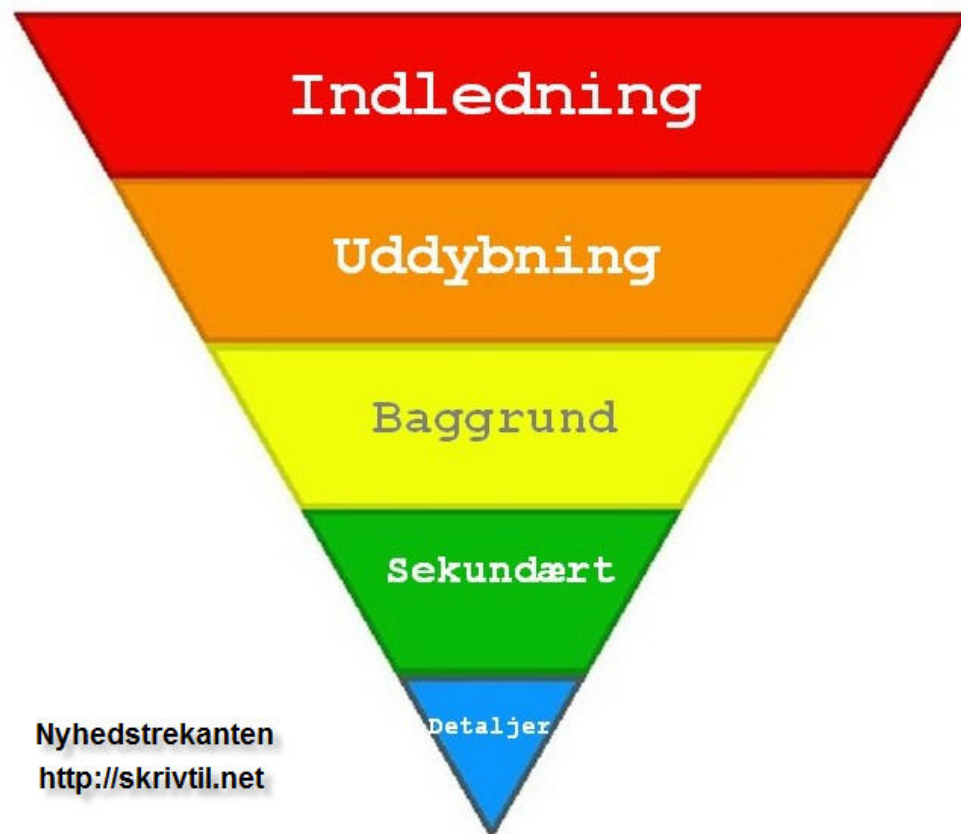 Indledning
Uddybning
Baggrund
Sekundært
Detaljer
Nyhedstrekanten
http://skrivtil.net